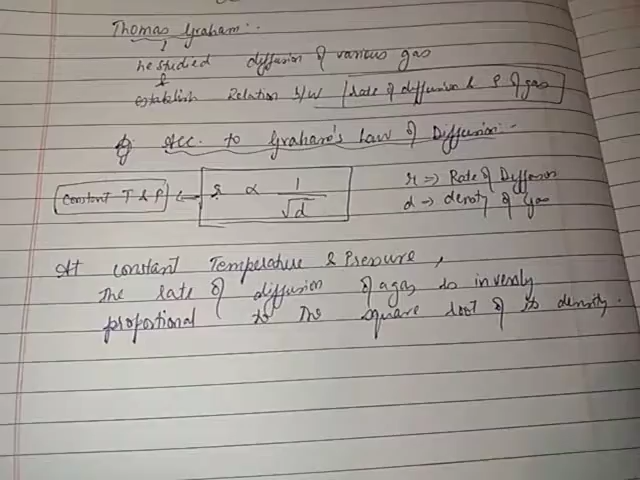 Thomas Graham:-
he studied diffusion of various gas
&
establish Relation b/w rate of diffusion & ρ of gas
Acc. to Graham's Law of Diffusion:-
Constant T & P ← r ∝ 1/√d
r => Rate of Diffusion
d → denity of Gas
At constant Temperature & Pressure,
The rate of diffusion of a gas is inversly
proportional to the square root of its density.